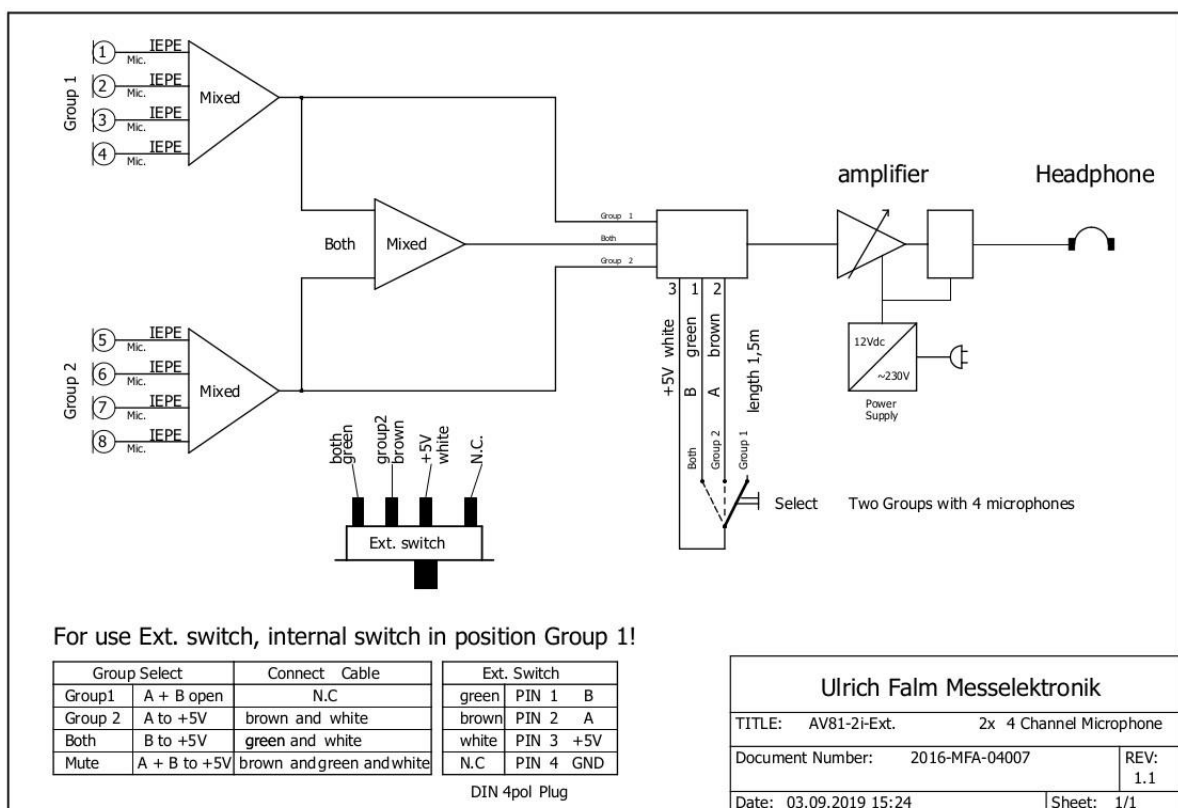 Group 1
1 IEPE
Mic.
2 IEPE
Mic.
3 IEPE
Mic.
4 IEPE
Mic.
Mixed
Both
Mixed
Group 2
5 IEPE
Mic.
6 IEPE
Mic.
7 IEPE
Mic.
8 IEPE
Mic.
Mixed
Group 1
Both
Group 2
amplifier
Headphone
3 1 2
+5V white
B green
A brown
length 1,5m
12Vdc
~230V
Power
Supply
Both
Group 2
Group 1
Select
Two Groups with 4 microphones
both
green
group2
brown
+5V
white
N.C.
Ext. switch
For use Ext. switch, internal switch in position Group 1!
Group Select Connect Cable
Group1 A + B open N.C
Group 2 A to +5V brown and white
Both B to +5V green and white
Mute A + B to +5V brown and green and white
Ext. Switch
green PIN 1 B
brown PIN 2 A
white PIN 3 +5V
N.C PIN 4 GND
DIN 4pol Plug
Ulrich Falm Messelektronik
TITLE: AV81-2i-Ext. 2x 4 Channel Microphone
Document Number: 2016-MFA-04007 REV:
1.1
Date: 03.09.2019 15:24 Sheet: 1/1